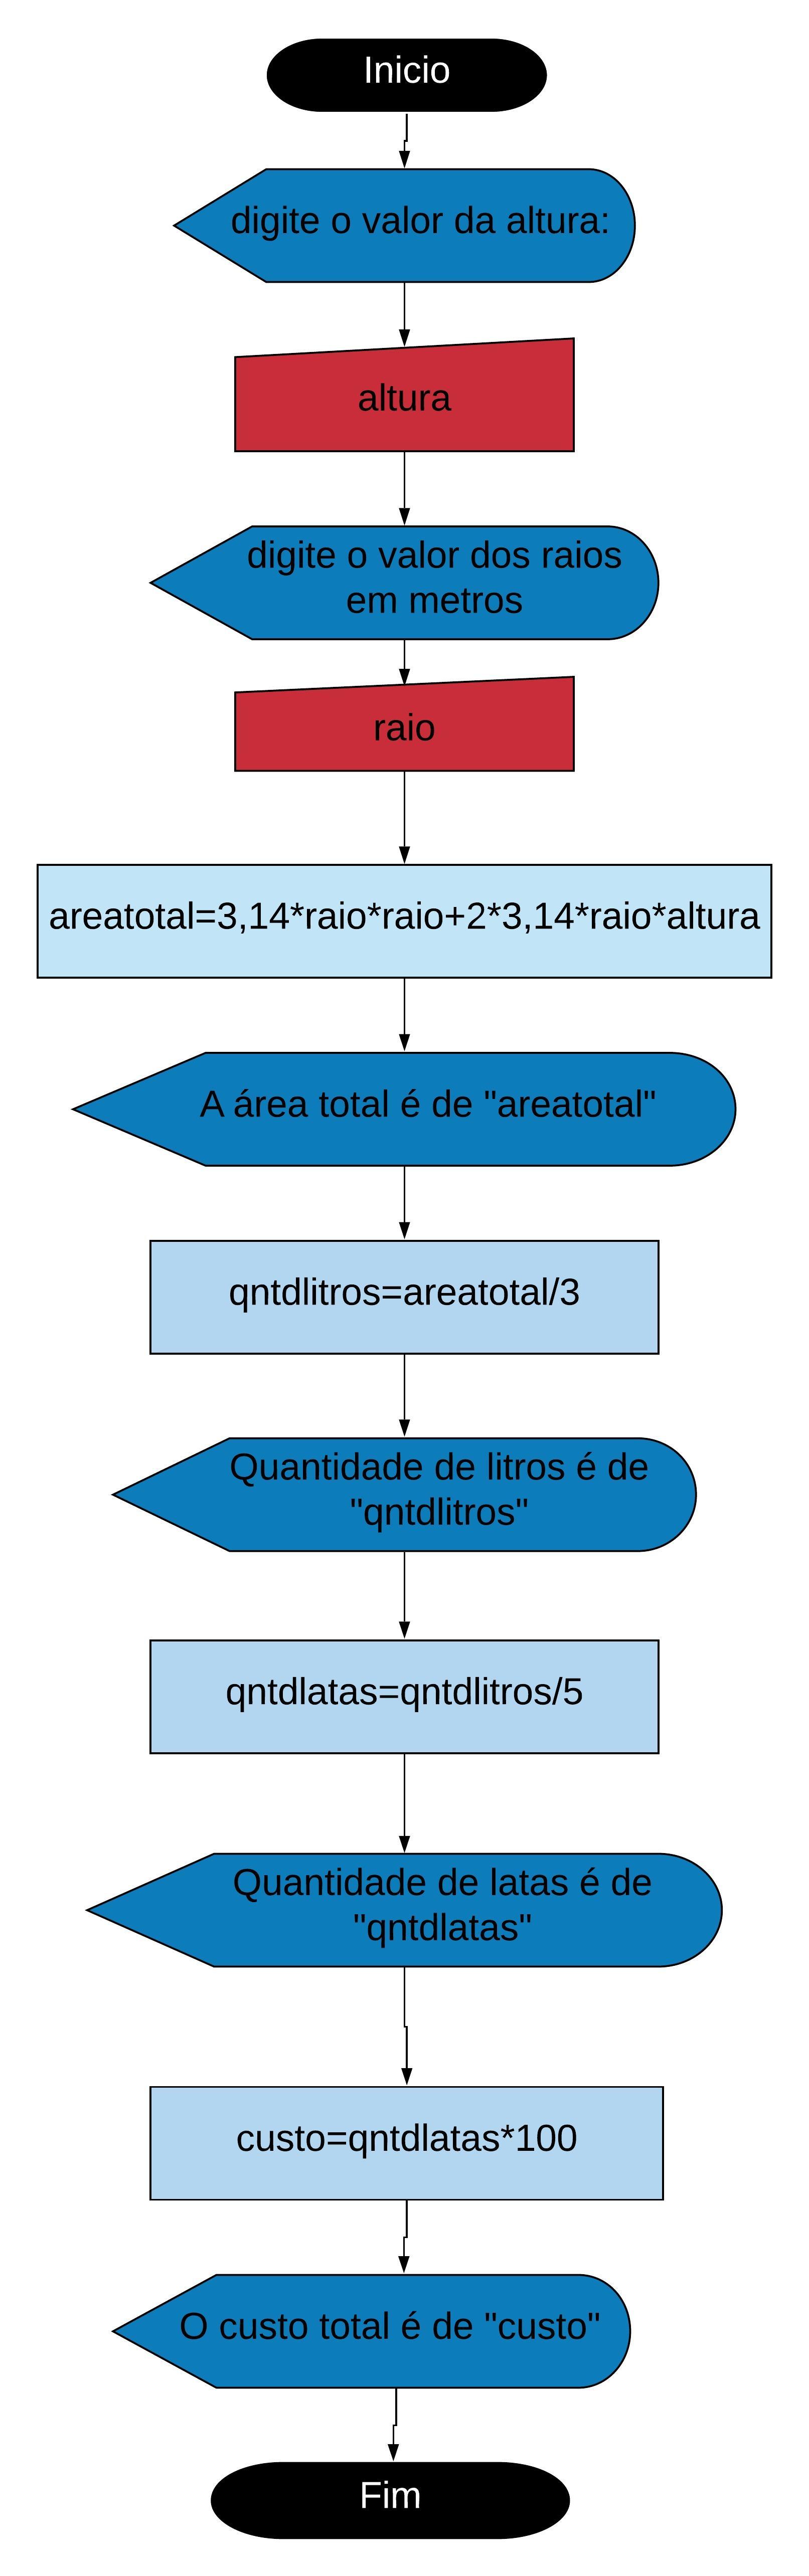 Inicio
digite o valor da altura:
altura
digite o valor dos raios
em metros
raio
areatotal=3,14*raio*raio+2*3,14*raio*altura
A área total é de "areatotal"
qntdlitros=areatotal/3
Quantidade de litros é de
"qntdlitros"
qntdlatas=qntdlitros/5
Quantidade de latas é de
"qntdlatas"
custo=qntdlatas*100
O custo total é de "custo"
Fim